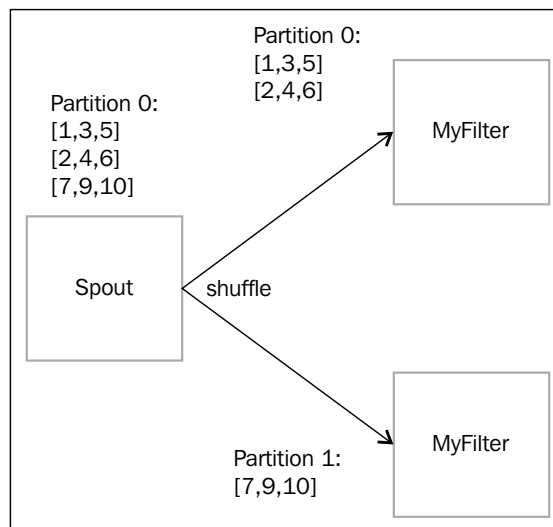 Partition 0:
[1,3,5]
[2,4,6]
[7,9,10]
Spout
shuffle
Partition 0:
[1,3,5]
[2,4,6]
MyFilter
Partition 1:
[7,9,10]
MyFilter